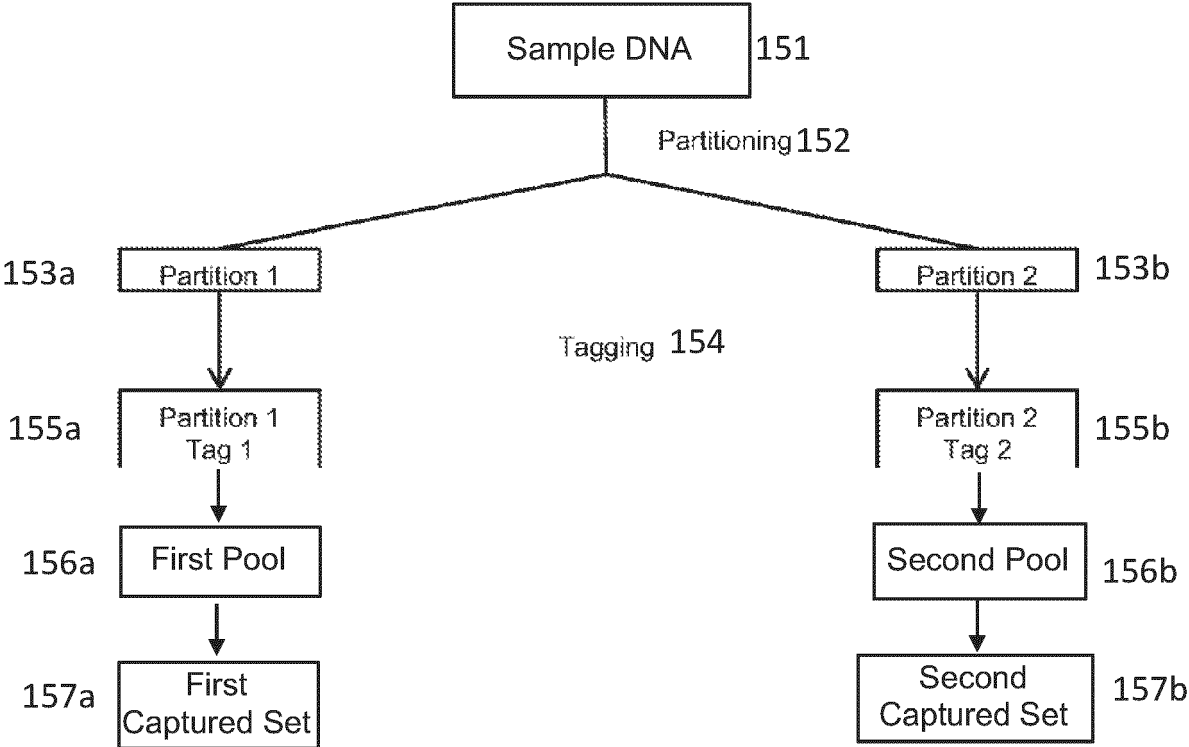 Sample DNA 151
Partitioning 152
153a Partition 1
Partition 2 153b
Tagging 154
155a Partition 1
Tag 1
Partition 2 155b
Tag 2
156a First Pool
Second Pool 156b
157a First
Captured Set
Second 157b
Captured Set